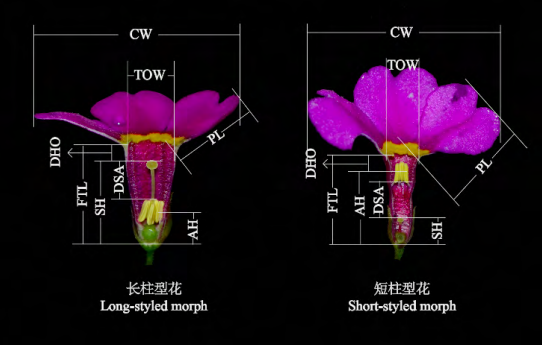 CW
TOW
PL
DHO
FTL
SH
DSA
AH
长柱型花
Long-styled morph
CW
TOW
PL
DHO
FTL
AH
DSA
SH
短柱型花
Short-styled morph